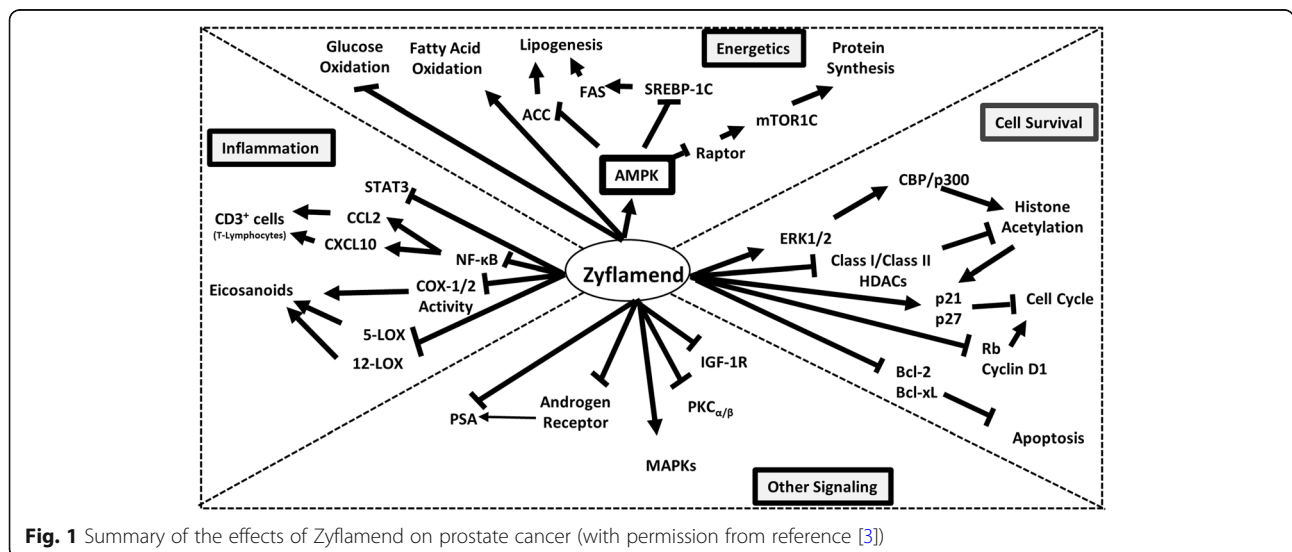 Glucose
Oxidation
Fatty Acid
Oxidation
Lipogenesis
Energetics
Protein
Synthesis
FAS
SREBP-1C
ACC
mTOR1C
Raptor
AMPK
Cell Survival
Inflammation
STAT3
CCL2
CD3+ cells
(T-Lymphocytes)
CXCL10
NF-κB
Eicosanoids
COX-1/2
Activity
5-LOX
12-LOX
Zyflamend
CBP/p300
Histone
Acetylation
ERK1/2
Class I/Class II
HDACs
p21
p27
Cell Cycle
Rb
Cyclin D1
Bcl-2
Bcl-xL
Apoptosis
IGF-1R
PKCα/β
Androgen
Receptor
PSA
MAPKs
Other Signaling
Fig. 1 Summary of the effects of Zyflamend on prostate cancer (with permission from reference [3])